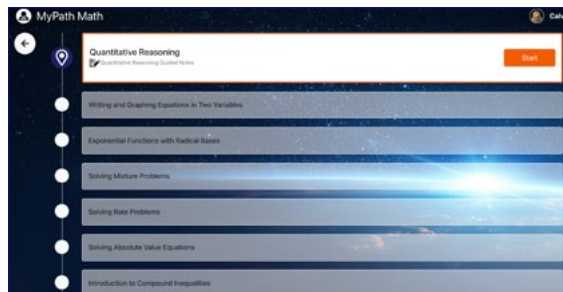 MyPath Math
Quantitative Reasoning
Quantitative Reasoning Guided Notes
Start
Writing and Graphing Equations in Two Variables
Exponential Functions with Radical Bases
Solving Mixture Problems
Solving Rate Problems
Solving Absolute Value Equations
Introduction to Compound Inequalities